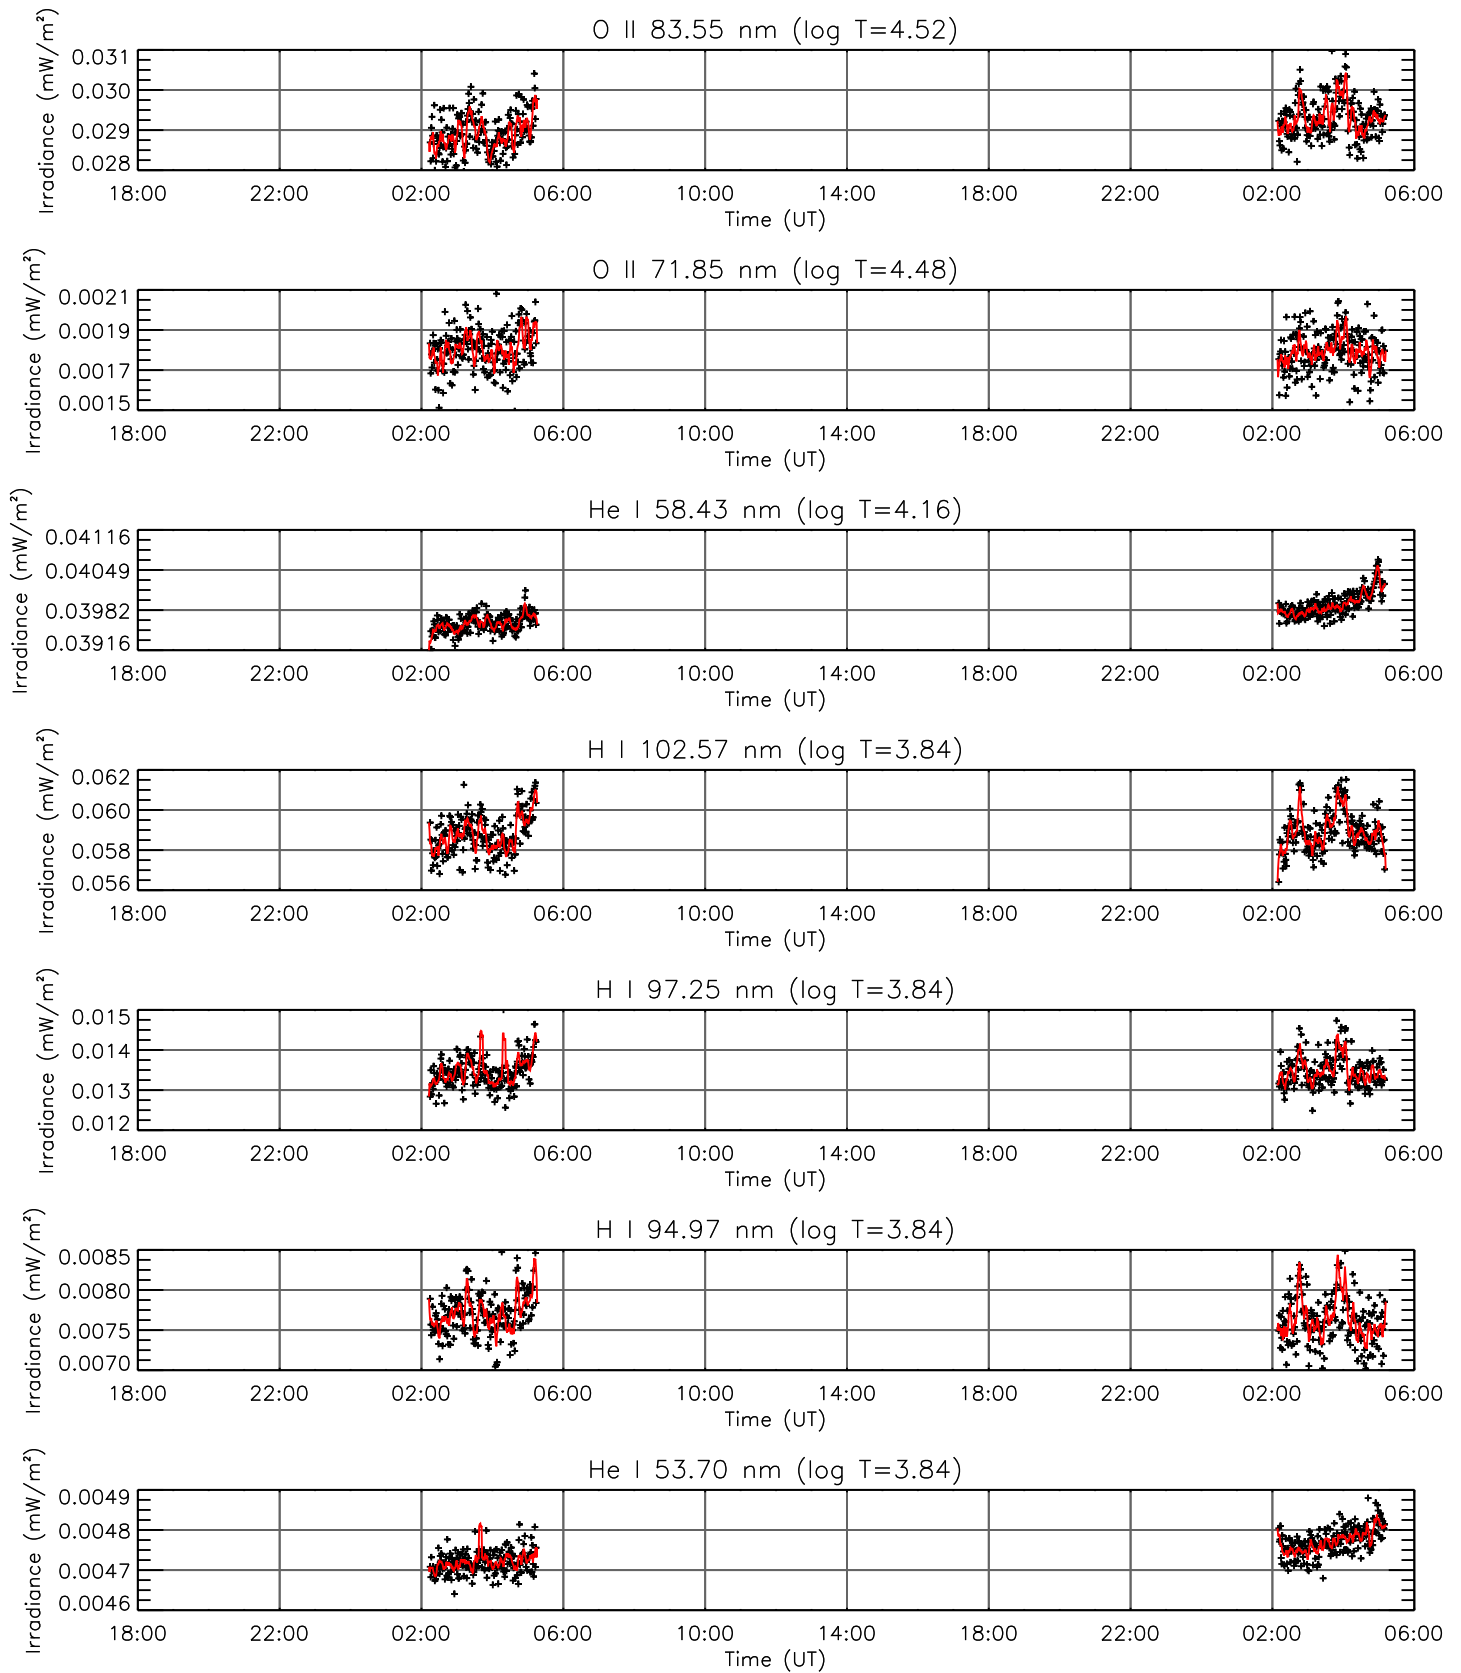 O II 83.55 nm (log T=4.52)
Irradiance (mW/m²)
0.031
0.030
0.029
0.028
18:00 22:00 02:00 06:00 10:00 14:00 18:00 22:00 02:00 06:00
Time (UT)
O II 71.85 nm (log T=4.48)
Irradiance (mW/m²)
0.0021
0.0019
0.0017
0.0015
18:00 22:00 02:00 06:00 10:00 14:00 18:00 22:00 02:00 06:00
Time (UT)
He I 58.43 nm (log T=4.16)
Irradiance (mW/m²)
0.04116
0.04049
0.03982
0.03916
18:00 22:00 02:00 06:00 10:00 14:00 18:00 22:00 02:00 06:00
Time (UT)
H I 102.57 nm (log T=3.84)
Irradiance (mW/m²)
0.062
0.060
0.058
0.056
18:00 22:00 02:00 06:00 10:00 14:00 18:00 22:00 02:00 06:00
Time (UT)
H I 97.25 nm (log T=3.84)
Irradiance (mW/m²)
0.015
0.014
0.013
0.012
18:00 22:00 02:00 06:00 10:00 14:00 18:00 22:00 02:00 06:00
Time (UT)
H I 94.97 nm (log T=3.84)
Irradiance (mW/m²)
0.0085
0.0080
0.0075
0.0070
18:00 22:00 02:00 06:00 10:00 14:00 18:00 22:00 02:00 06:00
Time (UT)
He I 53.70 nm (log T=3.84)
Irradiance (mW/m²)
0.0049
0.0048
0.0047
0.0046
18:00 22:00 02:00 06:00 10:00 14:00 18:00 22:00 02:00 06:00
Time (UT)